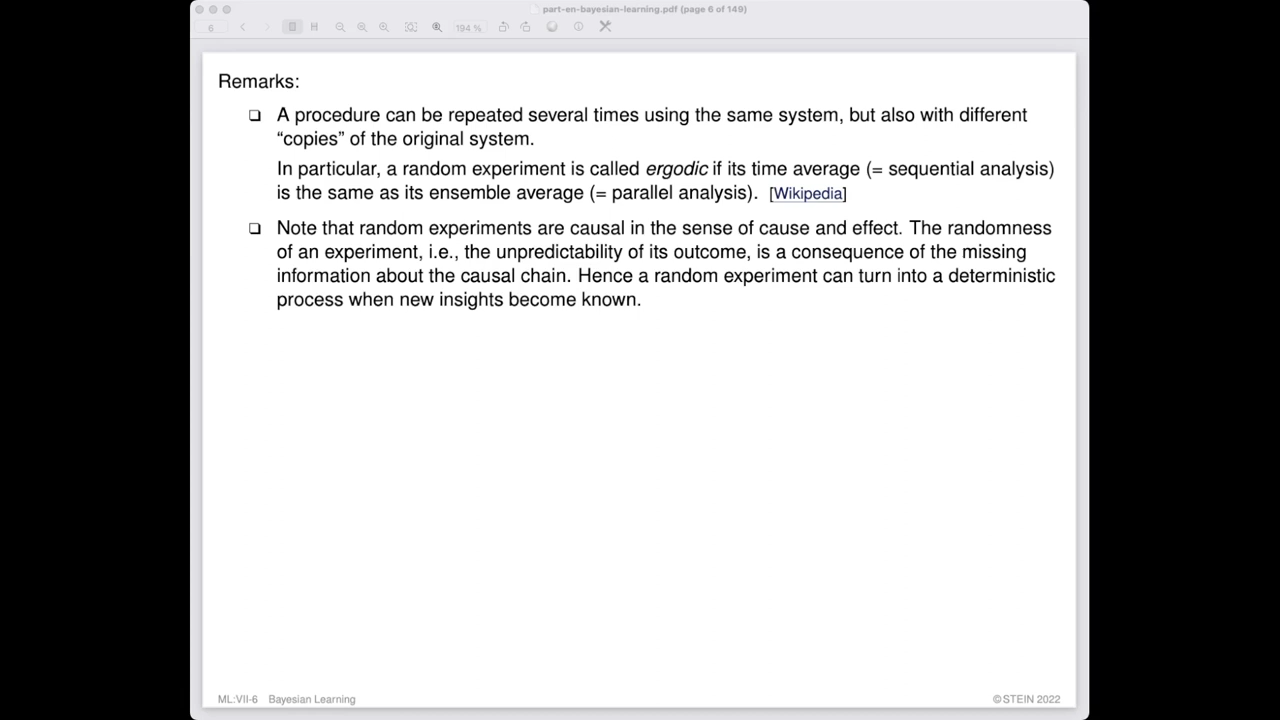 part-en-bayesian-learning.pdf (page 6 of 149)
6
194 %
Remarks:
❑ A procedure can be repeated several times using the same system, but also with different
“copies” of the original system.
In particular, a random experiment is called ergodic if its time average (= sequential analysis)
is the same as its ensemble average (= parallel analysis). [Wikipedia]
❑ Note that random experiments are causal in the sense of cause and effect. The randomness
of an experiment, i.e., the unpredictability of its outcome, is a consequence of the missing
information about the causal chain. Hence a random experiment can turn into a deterministic
process when new insights become known.
ML:VII-6 Bayesian Learning
©STEIN 2022